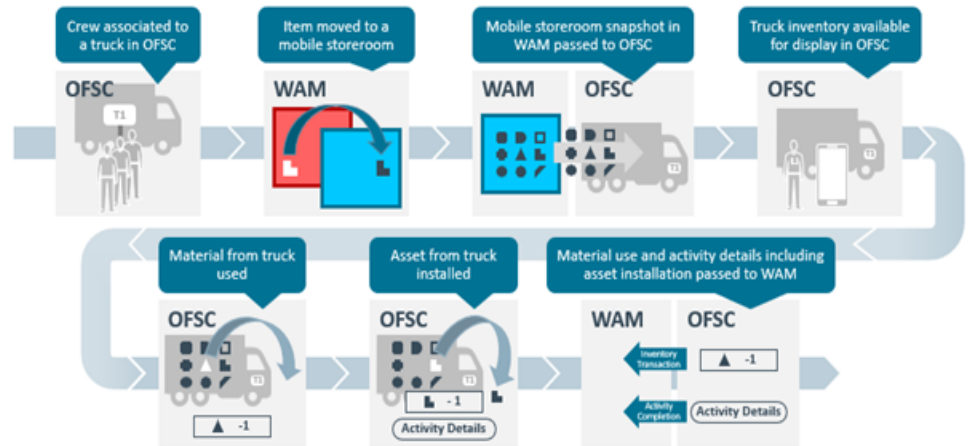 Crew associated to
a truck in OFSC
OFSC
T1
Item moved to a
mobile storeroom
WAM
Mobile storeroom snapshot in
WAM passed to OFSC
WAM
OFSC
T1
Truck inventory available
for display in OFSC
OFSC
T1
Material from truck
used
OFSC
T1
▲ -1
Asset from truck
installed
OFSC
T1
- 1
Activity Details
Material use and activity details including
asset installation passed to WAM
WAM
OFSC
Inventory
Transaction
▲ -1
Activity
Completion
Activity Details